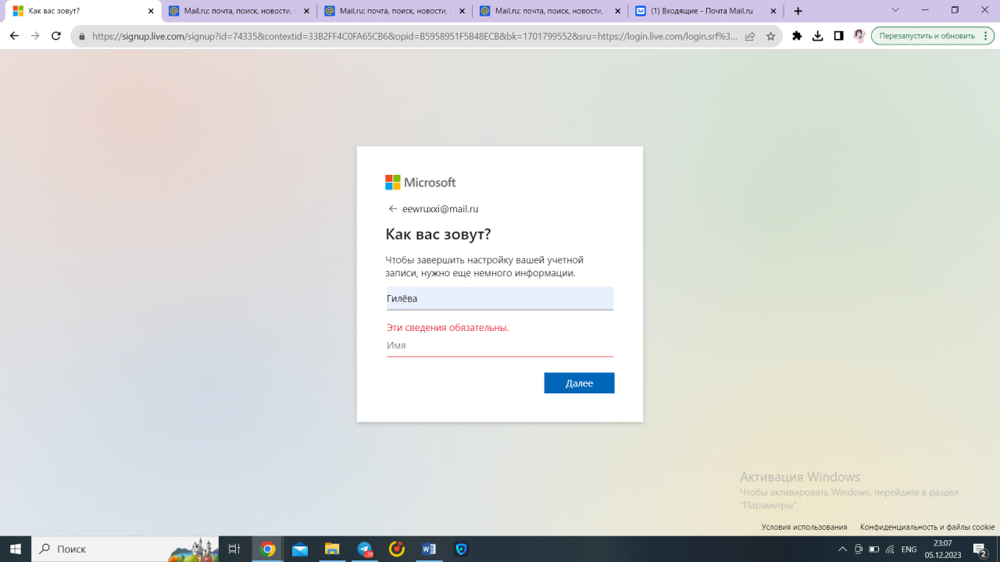 Как вас зовут?
Mail.ru: почта, поиск, новости,
Mail.ru: почта, поиск, новости,
Mail.ru: почта, поиск, новости,
(1) Входящие - Почта Mail.ru
https://signup.live.com/signup?id=74335&contextid=33B2FF4C0FA65CB6&opid=B5958951F5B48ECB&bk=1701799552&sru=https://login.live.com/login.srf%3...
Перезапустить и обновить
Microsoft
eewruxxi@mail.ru
Как вас зовут?
Чтобы завершить настройку вашей учетной
записи, нужно еще немного информации.
Гилёва
Эти сведения обязательны.
Имя
Далее
Активация Windows
Чтобы активировать Windows, перейдите в раздел
"Параметры".
Условия использования
Конфиденциальность и файлы cookie
Поиск
39
ENG
23:07
05.12.2023
2